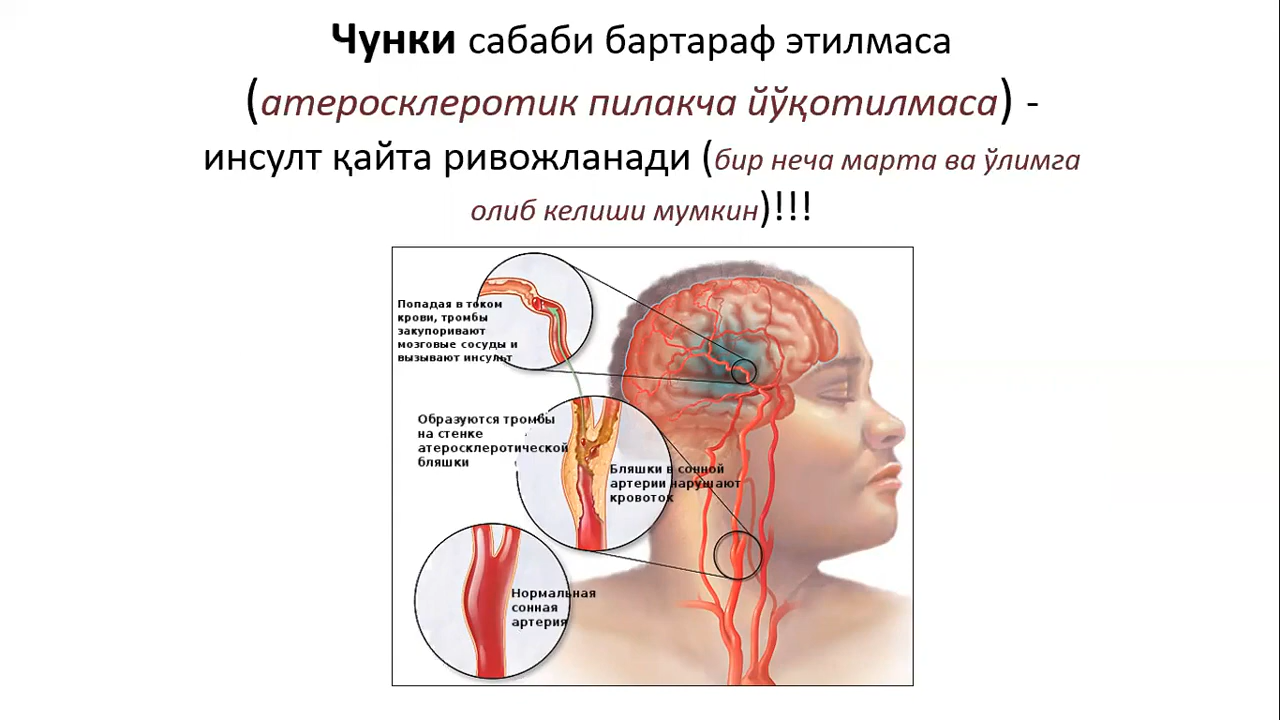 Чунки сабаби бартараф этилмаса
(атеросклеротик пилакча йўқотилмаса) -
инсулт қайта ривожланади (бир неча марта ва ўлимга
олиб келиши мумкин)!!!
Попадая в током
крови, тромбы
закупоривают
мозговые сосуды и
вызывают инсульт
Образуются тромбы
на стенке
атеросклеротической
бляшки
Бляшки в сонной
артерии нарушают
кровоток
Нормальная
сонная
артерия